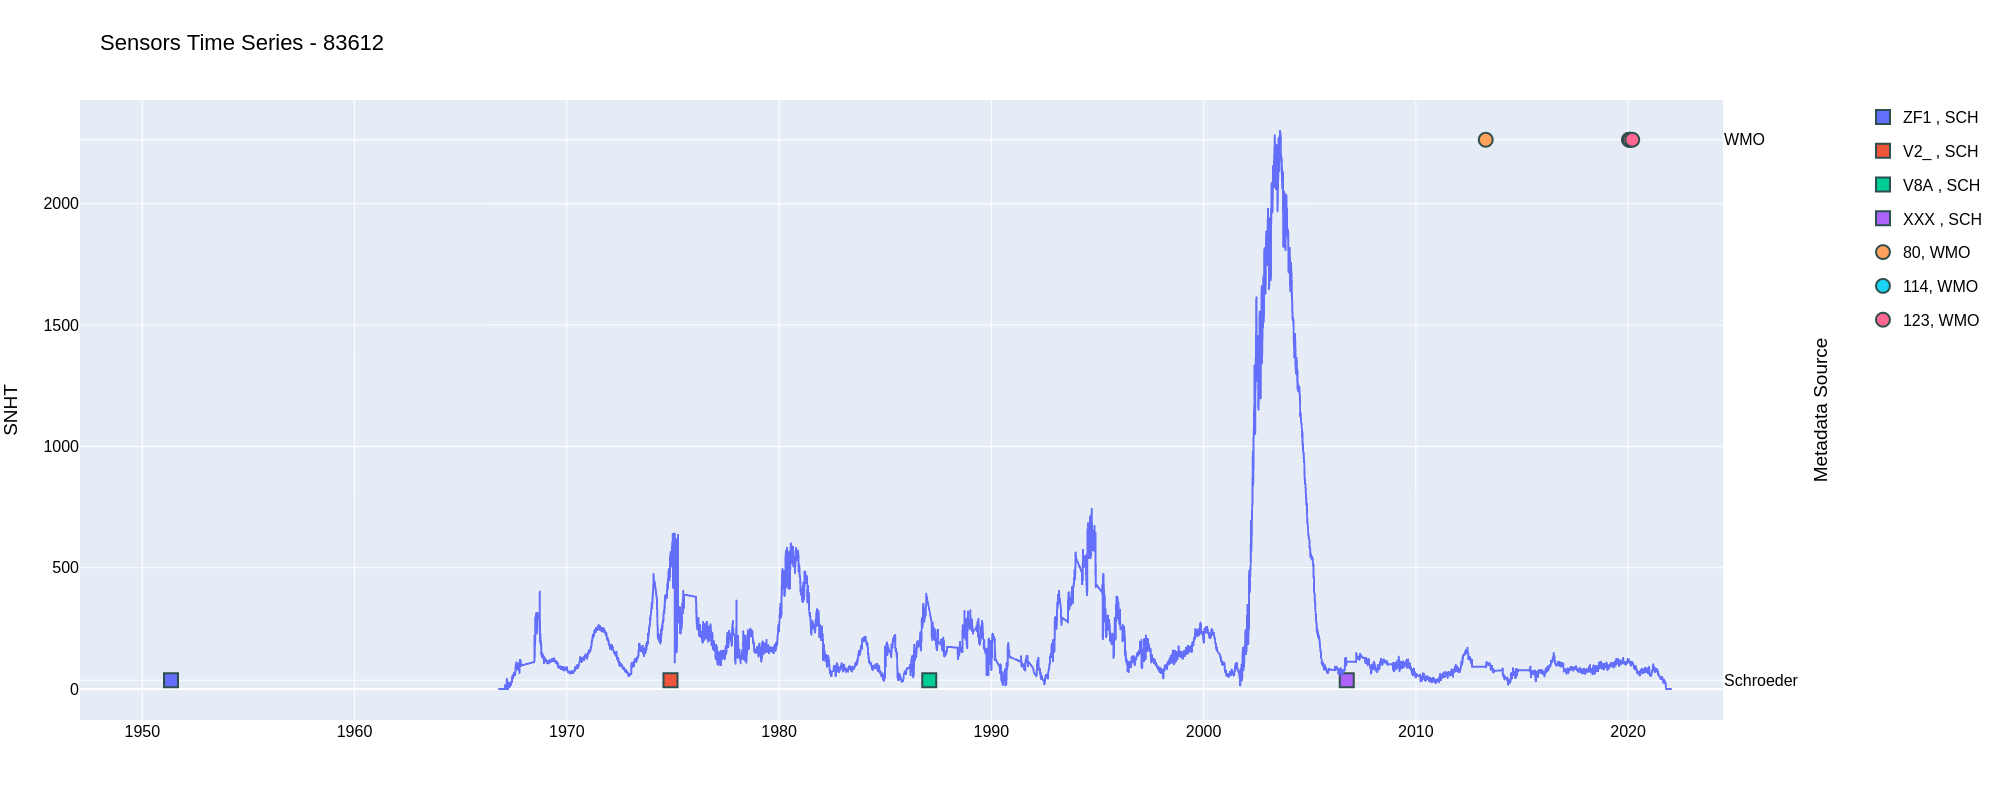 Sensors Time Series - 83612
SNHT
2000
1500
1000
500
0
1950
1960
1970
1980
1990
2000
2010
2020
WMO
Schroeder
Metadata Source
ZF1 , SCH
V2_ , SCH
V8A , SCH
XXX , SCH
80, WMO
114, WMO
123, WMO